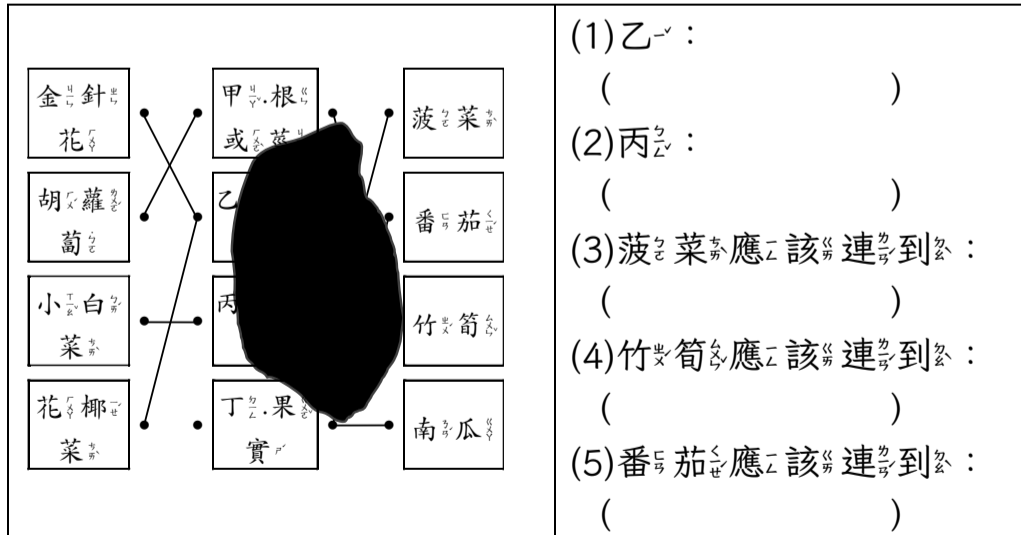 金針
花
胡蘿
蔔
小白
菜
花椰
菜
甲.根
或
乙
丙
丁.果
實
菠菜
番茄
竹筍
南瓜
(1)乙：
(　　　)
(2)丙：
(　　　)
(3)菠菜應該連到：
(　　　)
(4)竹筍應該連到：
(　　　)
(5)番茄應該連到：
(　　　)